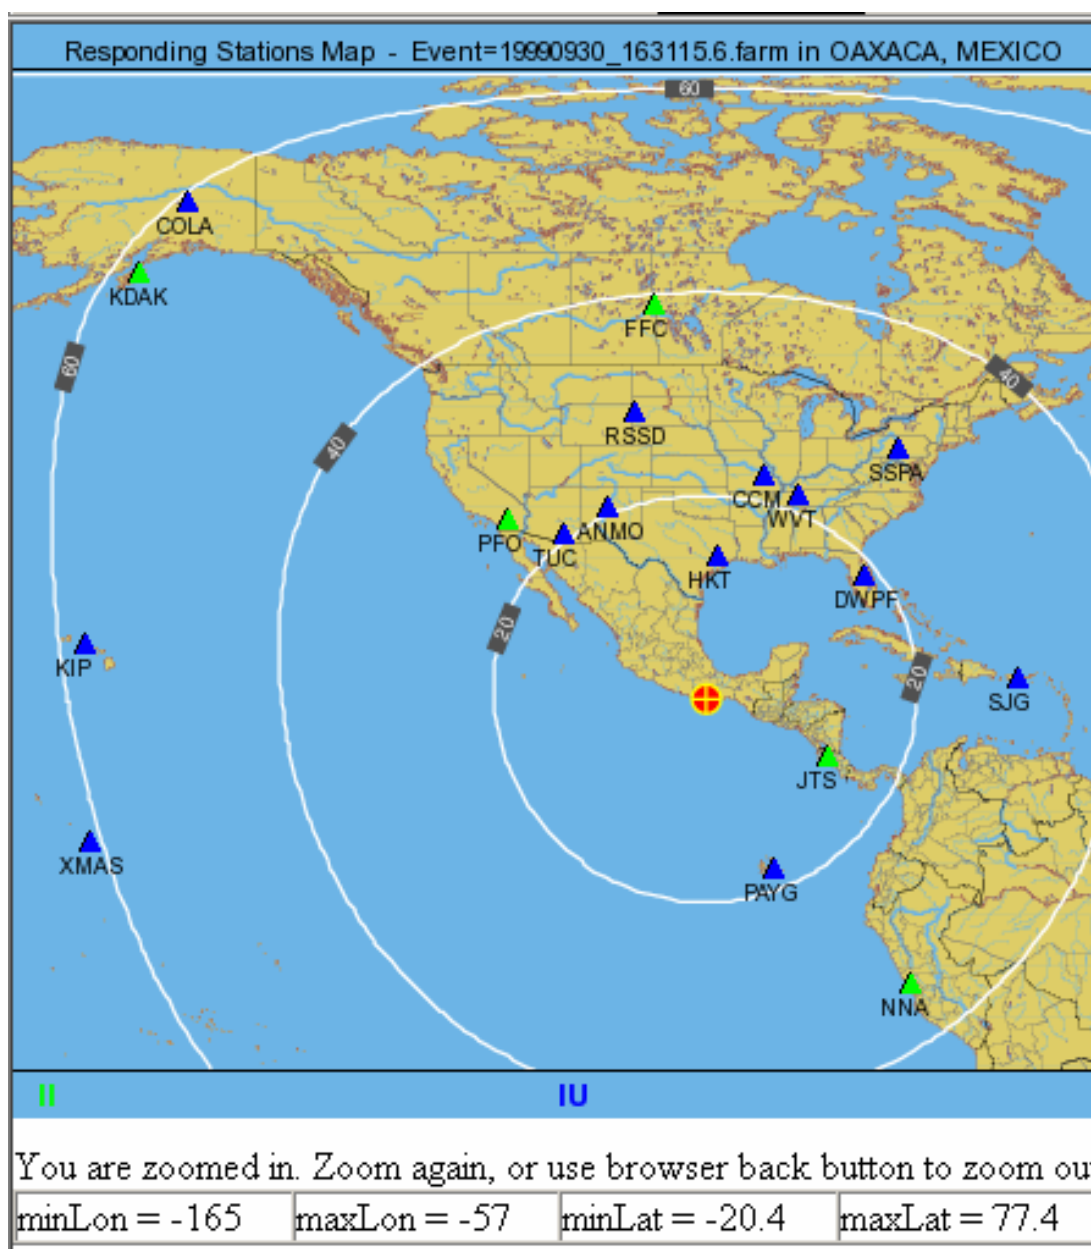 Responding Stations Map - Event=19990930_163115.6.farm in OAXACA, MEXICO
60
COLA
KDAK
FFC
60
40
RSSD
40
SSPA
CCM
WVT
PFO
ANMO
TUC
HKT
DWPF
20
KIP
20
SJG
JTS
XMAS
PAYG
NNA
II IU
You are zoomed in. Zoom again, or use browser back button to zoom ou
minLon = -165 maxLon = -57 minLat = -20.4 maxLat = 77.4